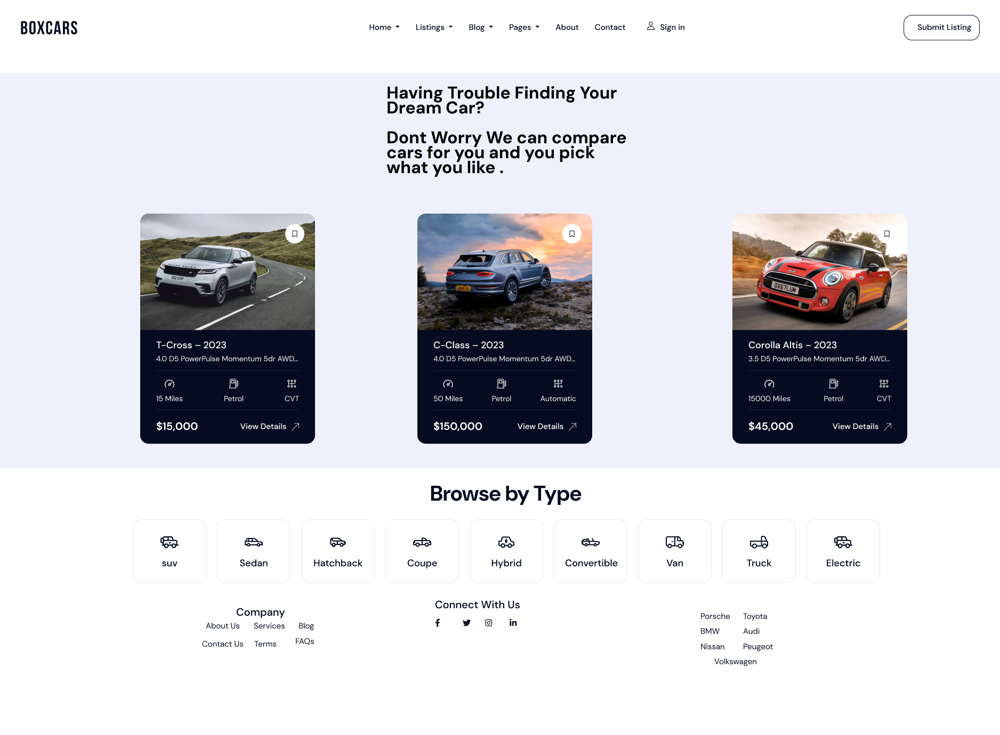 BOXCARS
Home Listings Blog Pages About Contact Sign in
Submit Listing
Having Trouble Finding Your
Dream Car?
Dont Worry We can compare
cars for you and you pick
what you like .
RANGE ROVER
150 UYP
2000 TU
OX67LUM
T-Cross – 2023
4.0 D5 PowerPulse Momentum 5dr AWD…
15 Miles Petrol CVT
$15,000 View Details
C-Class – 2023
4.0 D5 PowerPulse Momentum 5dr AWD…
50 Miles Petrol Automatic
$150,000 View Details
Corolla Altis – 2023
3.5 D5 PowerPulse Momentum 5dr AWD…
15000 Miles Petrol CVT
$45,000 View Details
Browse by Type
suv
Sedan
Hatchback
Coupe
Hybrid
Convertible
Van
Truck
Electric
Company
About Us Services Blog
Contact Us Terms FAQs
Connect With Us
Porsche Toyota
BMW Audi
Nissan Peugeot
Volkswagen